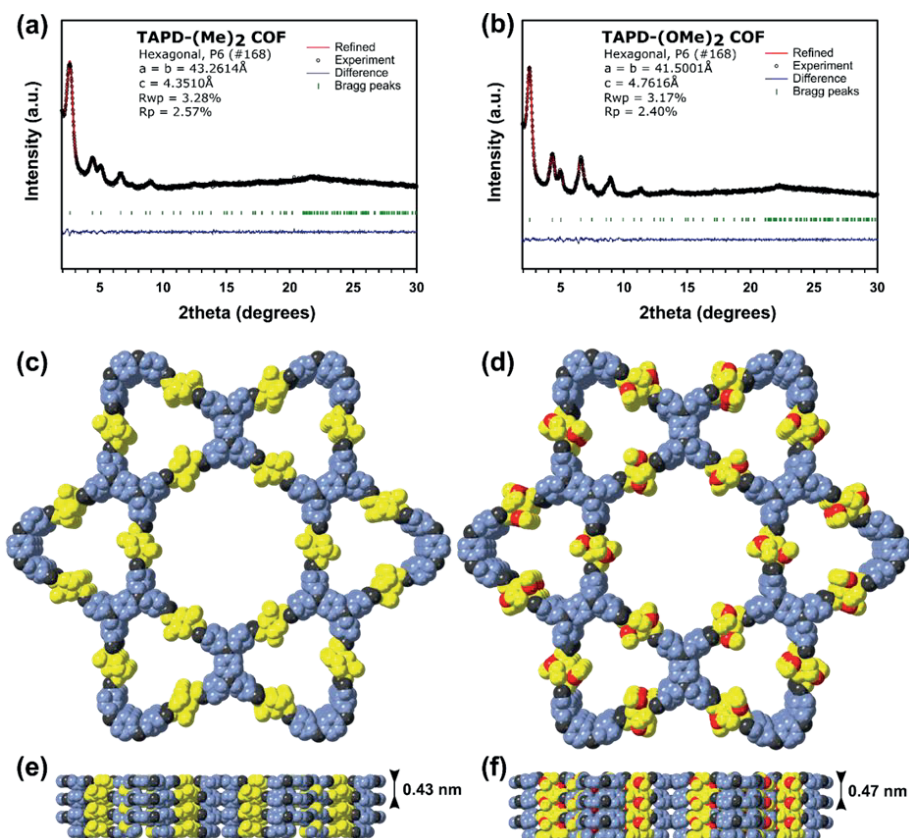 (a)
TAPD-(Me)2 COF
Hexagonal, P6 (#168)
a = b = 43.2614Å
c = 4.3510Å
Rwp = 3.28%
Rp = 2.57%
Refined
Experiment
Difference
Bragg peaks
Intensity (a.u.)
5 10 15 20 25 30
2theta (degrees)
(b)
TAPD-(OMe)2 COF
Hexagonal, P6 (#168)
a = b = 41.5001Å
c = 4.7616Å
Rwp = 3.17%
Rp = 2.40%
Refined
Experiment
Difference
Bragg peaks
Intensity (a.u.)
5 10 15 20 25 30
2theta (degrees)
(c)
(d)
(e)
0.43 nm
(f)
0.47 nm